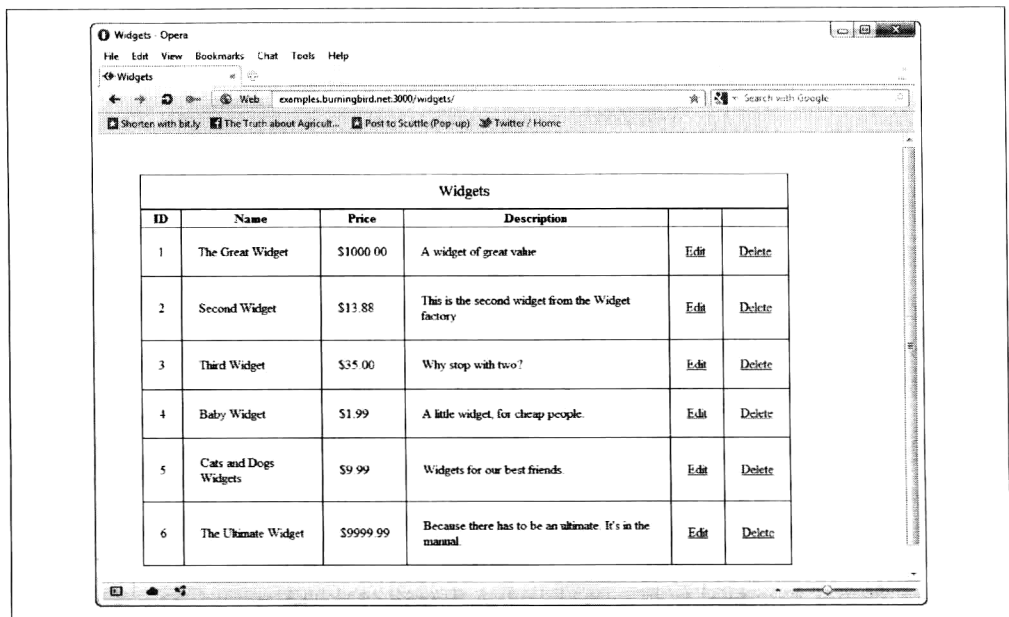 Widgets - Opera
File Edit View Bookmarks Chat Tools Help
Widgets
Web examples.burningbird.net:3000/widgets/ Search with Google
Shorten with bit.ly The Truth about Agricult... Post to Scuttle (Pop-up) Twitter / Home
Widgets
ID Name Price Description
1 The Great Widget $1000.00 A widget of great value Edit Delete
2 Second Widget $13.88 This is the second widget from the Widget
factory Edit Delete
3 Third Widget $35.00 Why stop with two? Edit Delete
4 Baby Widget $1.99 A little widget, for cheap people. Edit Delete
5 Cats and Dogs
Widgets $9.99 Widgets for our best friends. Edit Delete
6 The Ultimate Widget $9999.99 Because there has to be an ultimate. It's in the
manual. Edit Delete